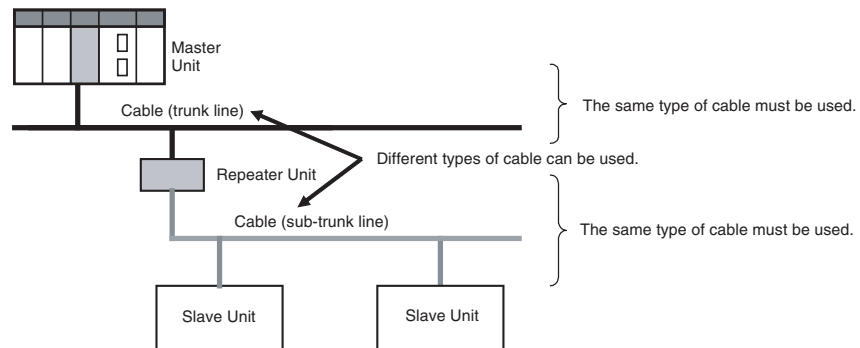 Master
Unit
Cable (trunk line)
The same type of cable must be used.
Different types of cable can be used.
Repeater Unit
Cable (sub-trunk line)
The same type of cable must be used.
Slave Unit
Slave Unit